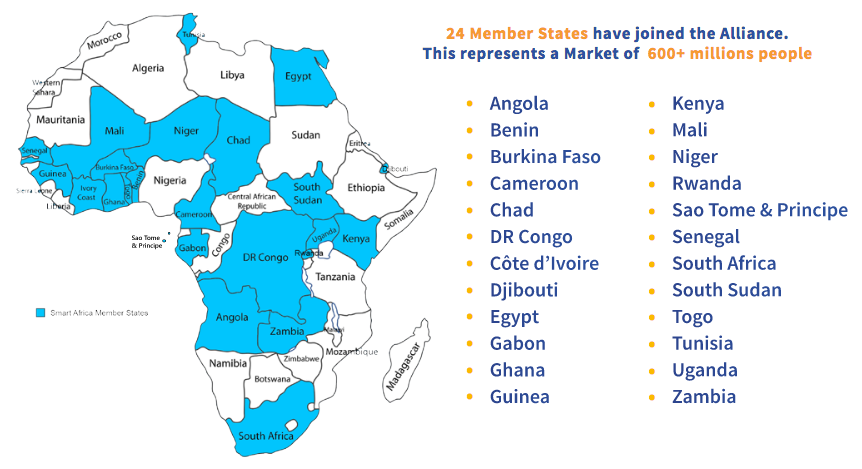 24 Member States have joined the Alliance.
This represents a Market of 600+ millions people
Angola
Benin
Burkina Faso
Cameroon
Chad
DR Congo
Côte d’Ivoire
Djibouti
Egypt
Gabon
Ghana
Guinea
Kenya
Mali
Niger
Rwanda
Sao Tome & Principe
Senegal
South Africa
South Sudan
Togo
Tunisia
Uganda
Zambia
Morocco
Tunisia
Algeria
Libya
Egypt
Western
Sahara
Mauritania
Mali
Niger
Chad
Sudan
Eritrea
Senegal
Burkina Faso
Djibouti
Guinea
Ivory
Coast
Ghana
Togo
Benin
Nigeria
South
Sudan
Ethiopia
Sierra Leone
Liberia
Central African
Republic
Cameroon
Somalia
Sao Tome
& Principe
Gabon
Congo
Uganda
Kenya
DR Congo
Rwanda
Tanzania
Smart Africa Member States
Angola
Zambia
Malawi
Mozambique
Zimbabwe
Namibia
Botswana
Madagascar
South Africa